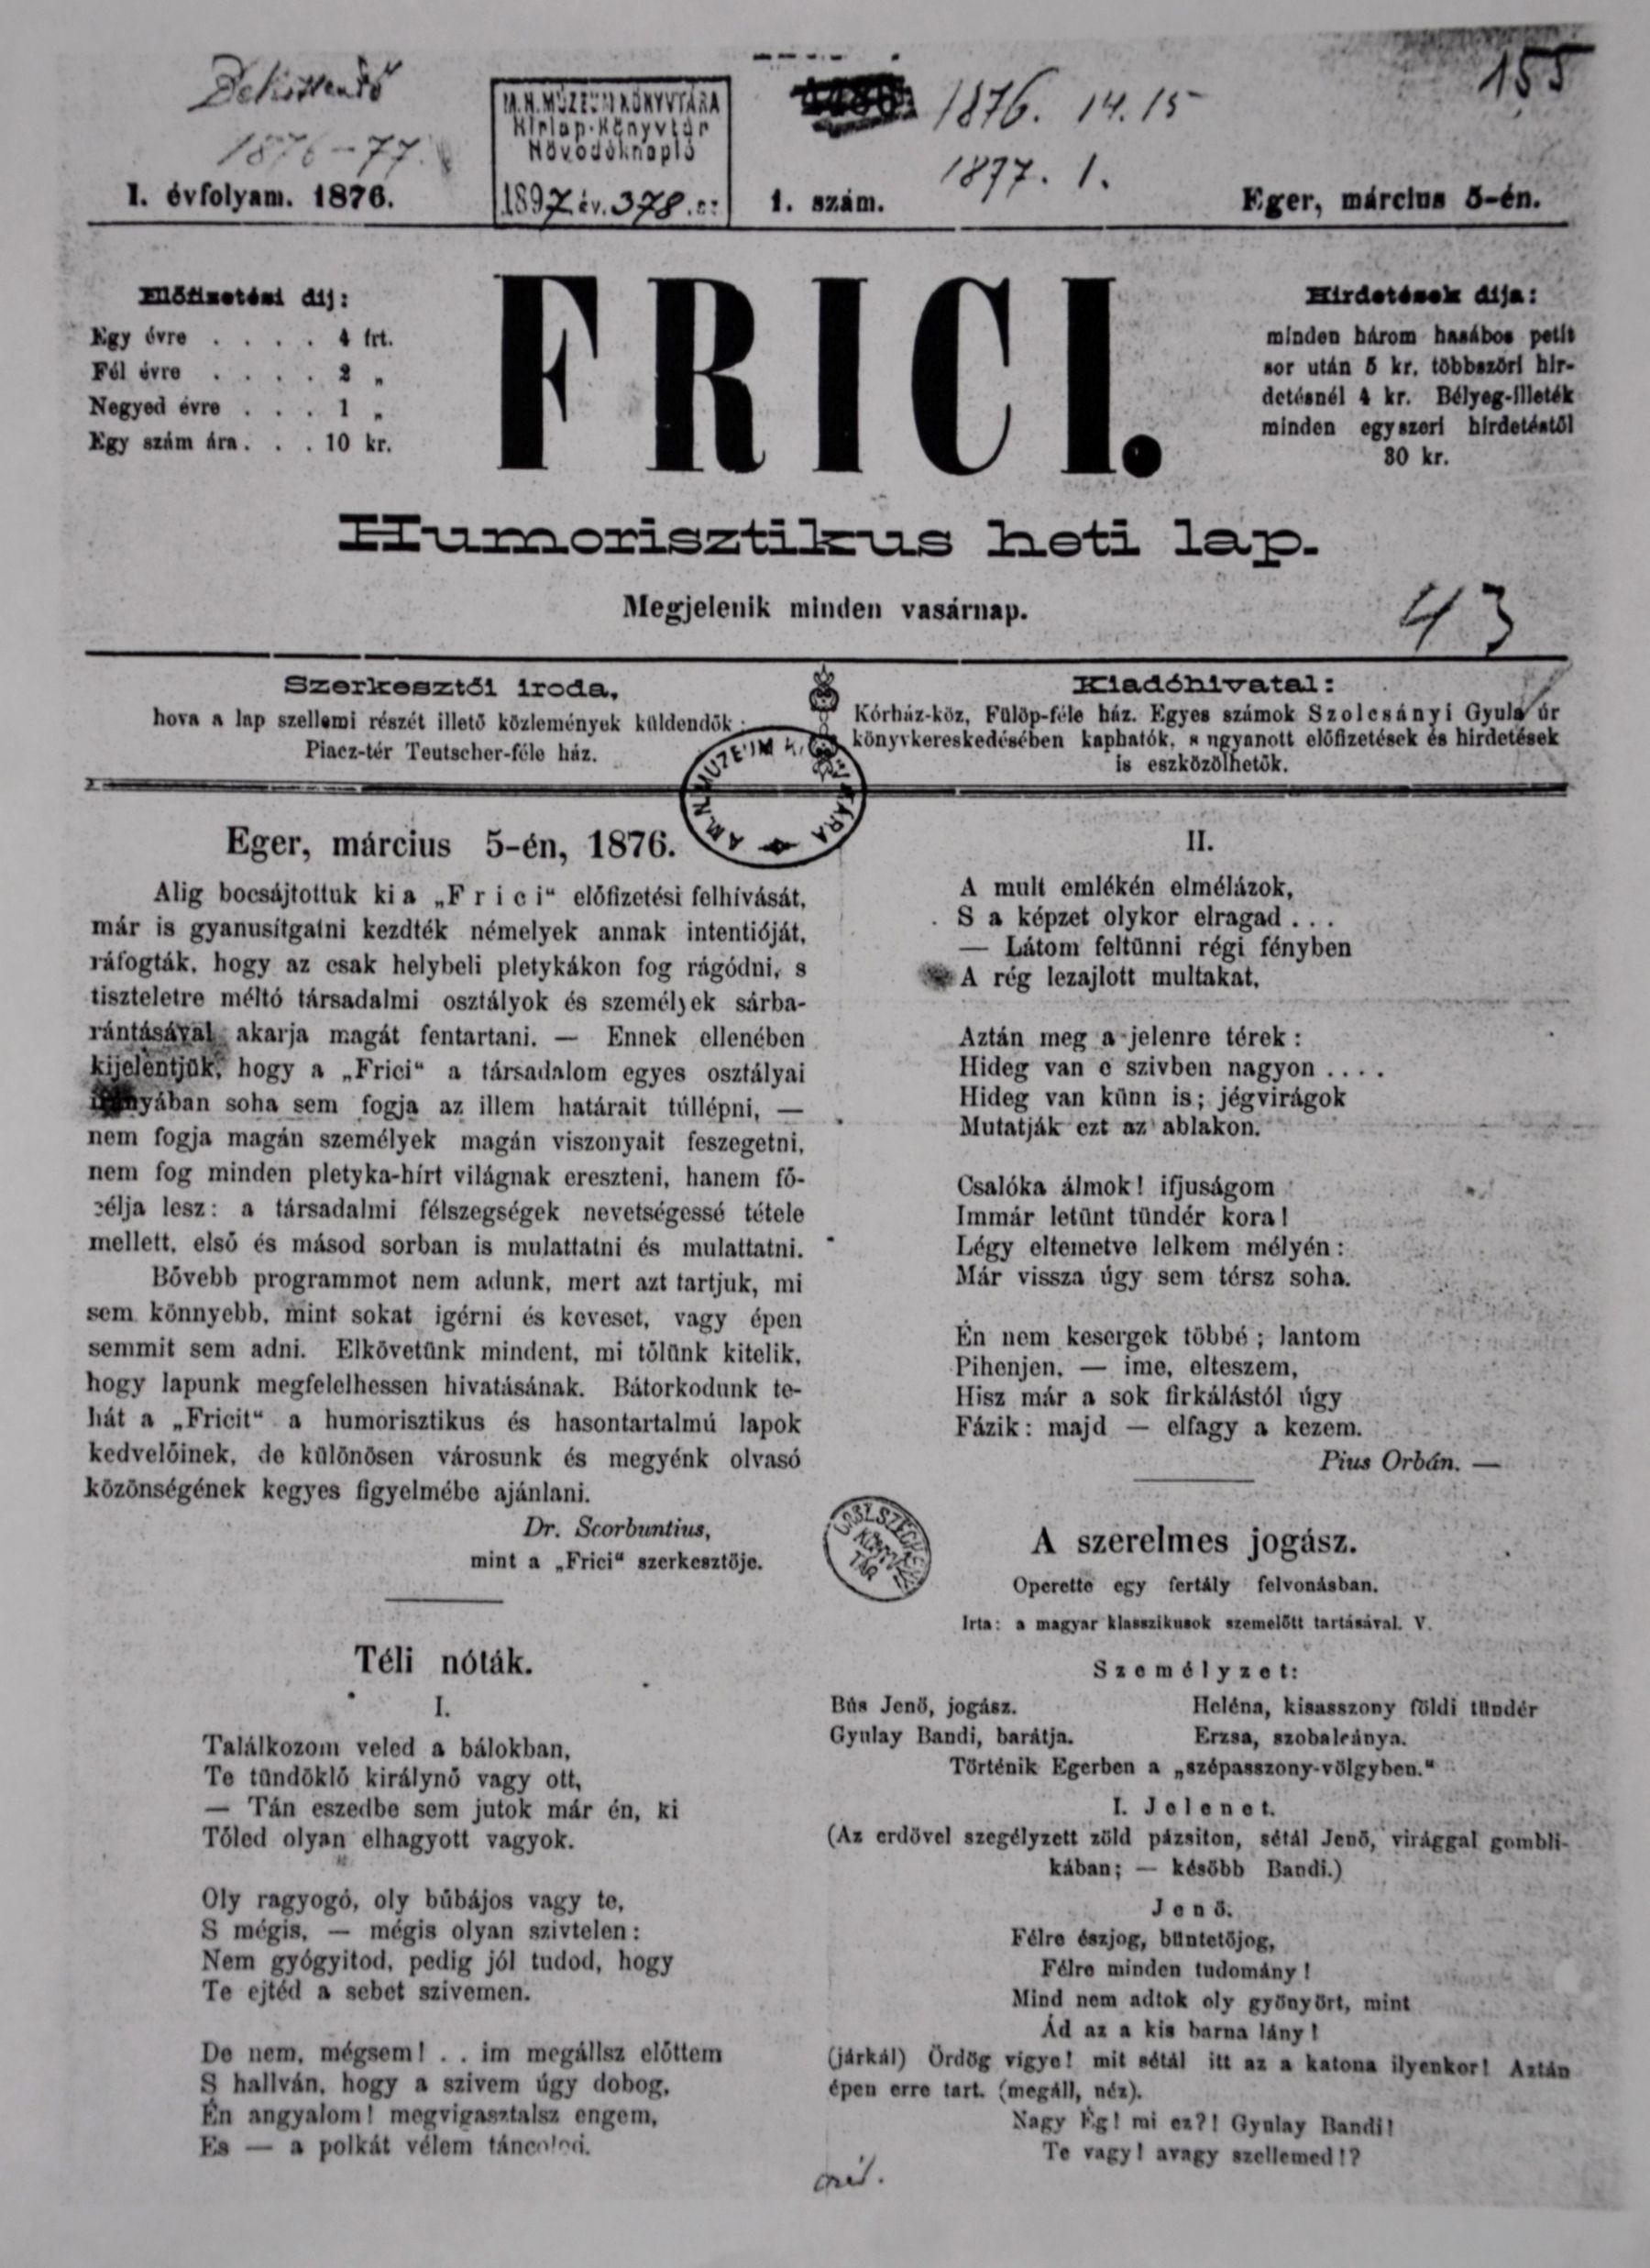 1876-77.
M. N. MÚZEUM KÖNYVTÁRA
Hirlap-Könyvtár
Növedéknapló
1897 év. 378. sz
1876. 14. 15
1877. 1.
155
I. évfolyam. 1876.
1. szám.
Eger, március 5-én.
Előfizetési dij:
Egy évre . . . . 4 frt.
Fél évre . . . . 2 „
Negyed évre . . . 1 „
Egy szám ára. . . 10 kr.
FRICI.
Hirdetések dija:
minden három hasábos petit
sor után 5 kr. többszöri hir-
detésnél 4 kr. Bélyeg-illeték
minden egyszeri hirdetéstől
30 kr.
Humorisztikus heti lap.
Megjelenik minden vasárnap.
43
Szerkesztői iroda,
hova a lap szellemi részét illető közlemények küldendők:
Piacz-tér Teutscher-féle ház.
Kiadóhivatal:
Kórház-köz, Fülöp-féle ház. Egyes számok Szolcsányi Gyula úr
könyvkereskedésében kaphatók, s ugyanott előfizetések és hirdetések
is eszközölhetők.
A M. N. MUZEUM K
TÁRA
Eger, március 5-én, 1876.
Alig bocsájtottuk ki a „Frici“ előfizetési felhívását,
már is gyanusítgatni kezdték némelyek annak intentióját,
ráfogták, hogy az csak helybeli pletykákon fog rágódni, s
tiszteletre méltó társadalmi osztályok és személyek sárba-
rántásával akarja magát fentartani. — Ennek ellenében
kijelentjük, hogy a „Frici“ a társadalom egyes osztályai
irányában soha sem fogja az illem határait túllépni, —
nem fogja magán személyek magán viszonyait feszegetni,
nem fog minden pletyka-hírt világnak ereszteni, hanem fő-
célja lesz: a társadalmi félszegségek nevetségessé tétele
mellett, első és másod sorban is mulattatni és mulattatni.
Bővebb programmot nem adunk, mert azt tartjuk, mi
sem könnyebb, mint sokat igérni és keveset, vagy épen
semmit sem adni. Elkövetünk mindent, mi tőlünk kitelik,
hogy lapunk megfelelhessen hivatásának. Bátorkodunk te-
hát a „Fricit“ a humorisztikus és hasontartalmú lapok
kedvelőinek, de különösen városunk és megyénk olvasó
közönségének kegyes figyelmébe ajánlani.
Dr. Scorbuntius,
mint a „Frici“ szerkesztője.
Téli nóták.
I.
Találkozom veled a bálokban,
Te tündöklő királynő vagy ott,
— Tán eszedbe sem jutok már én, ki
Tőled olyan elhagyott vagyok.
Oly ragyogó, oly bűbájos vagy te,
S mégis, — mégis olyan szivtelen:
Nem gyógyitod, pedig jól tudod, hogy
Te ejtéd a sebet szivemen.
De nem, mégsem! . . im megállsz előttem
S hallván, hogy a szivem úgy dobog,
Én angyalom! megvigasztalsz engem,
És — a polkát vélem táncolod.
II.
A mult emlékén elmélázok,
S a képzet olykor elragad . . .
— Látom feltünni régi fényben
A rég lezajlott multakat,
Aztán meg a jelenre térek:
Hideg van e szivben nagyon . . . .
Hideg van künn is; jégvirágok
Mutatják ezt az ablakon.
Csalóka álmok! ifjuságom
Immár letünt tündér kora!
Légy eltemetve lelkem mélyén:
Már vissza úgy sem térsz soha.
Én nem kesergek többé; lantom
Pihenjen, — ime, elteszem,
Hisz már a sok firkálástól úgy
Fázik: majd — elfagy a kezem.
Pius Orbán. —
ORSZ. SZÉCHÉNYI
KÖNYV
TÁR
A szerelmes jogász.
Operette egy fertály felvonásban.
Irta: a magyar klasszikusok szemelőtt tartásával. V.
Személyzet:
Bús Jenő, jogász.
Heléna, kisasszony földi tündér
Gyulay Bandi, barátja.
Erzsa, szobaleánya.
Történik Egerben a „szépasszony-völgyben.“
I. Jelenet.
(Az erdővel szegélyzett zöld pázsiton, sétál Jenő, virággal gombli-
kában; — később Bandi.)
Jenő.
Félre észjog, büntetőjog,
Félre minden tudomány!
Mind nem adtok oly gyönyört, mint
Ád az a kis barna lány!
(járkál) Ördög vigye! mit sétál itt az a katona ilyenkor! Aztán
épen erre tart. (megáll, néz).
Nagy Ég! mi ez?! Gyulay Bandi!
Te vagy! avagy szellemed!?